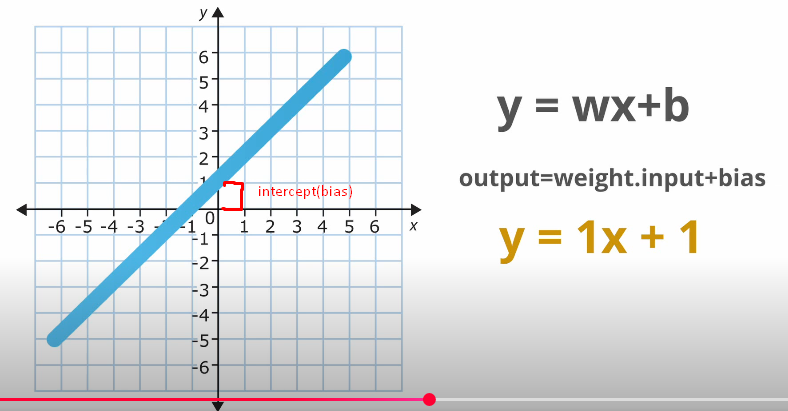 y
6
5
4
3
2
1
intercept(bias)
0
-6 -5 -4 -3 -2 -1 1 2 3 4 5 6 x
-1
-2
-3
-4
-5
-6
y = wx+b
output=weight.input+bias
y = 1x + 1